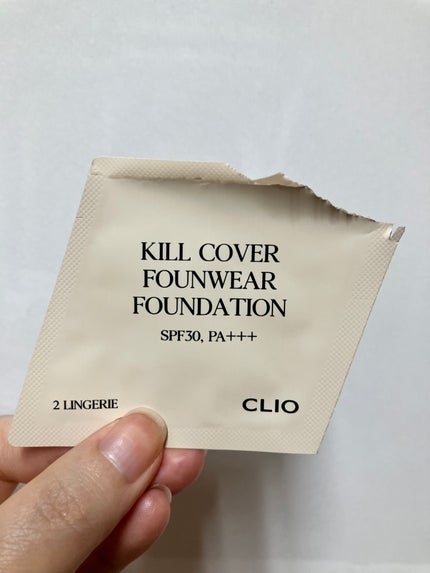 KILL COVER
FOUNWEAR
FOUNDATION
SPF30, PA+++
2 LINGERIE
CLIO